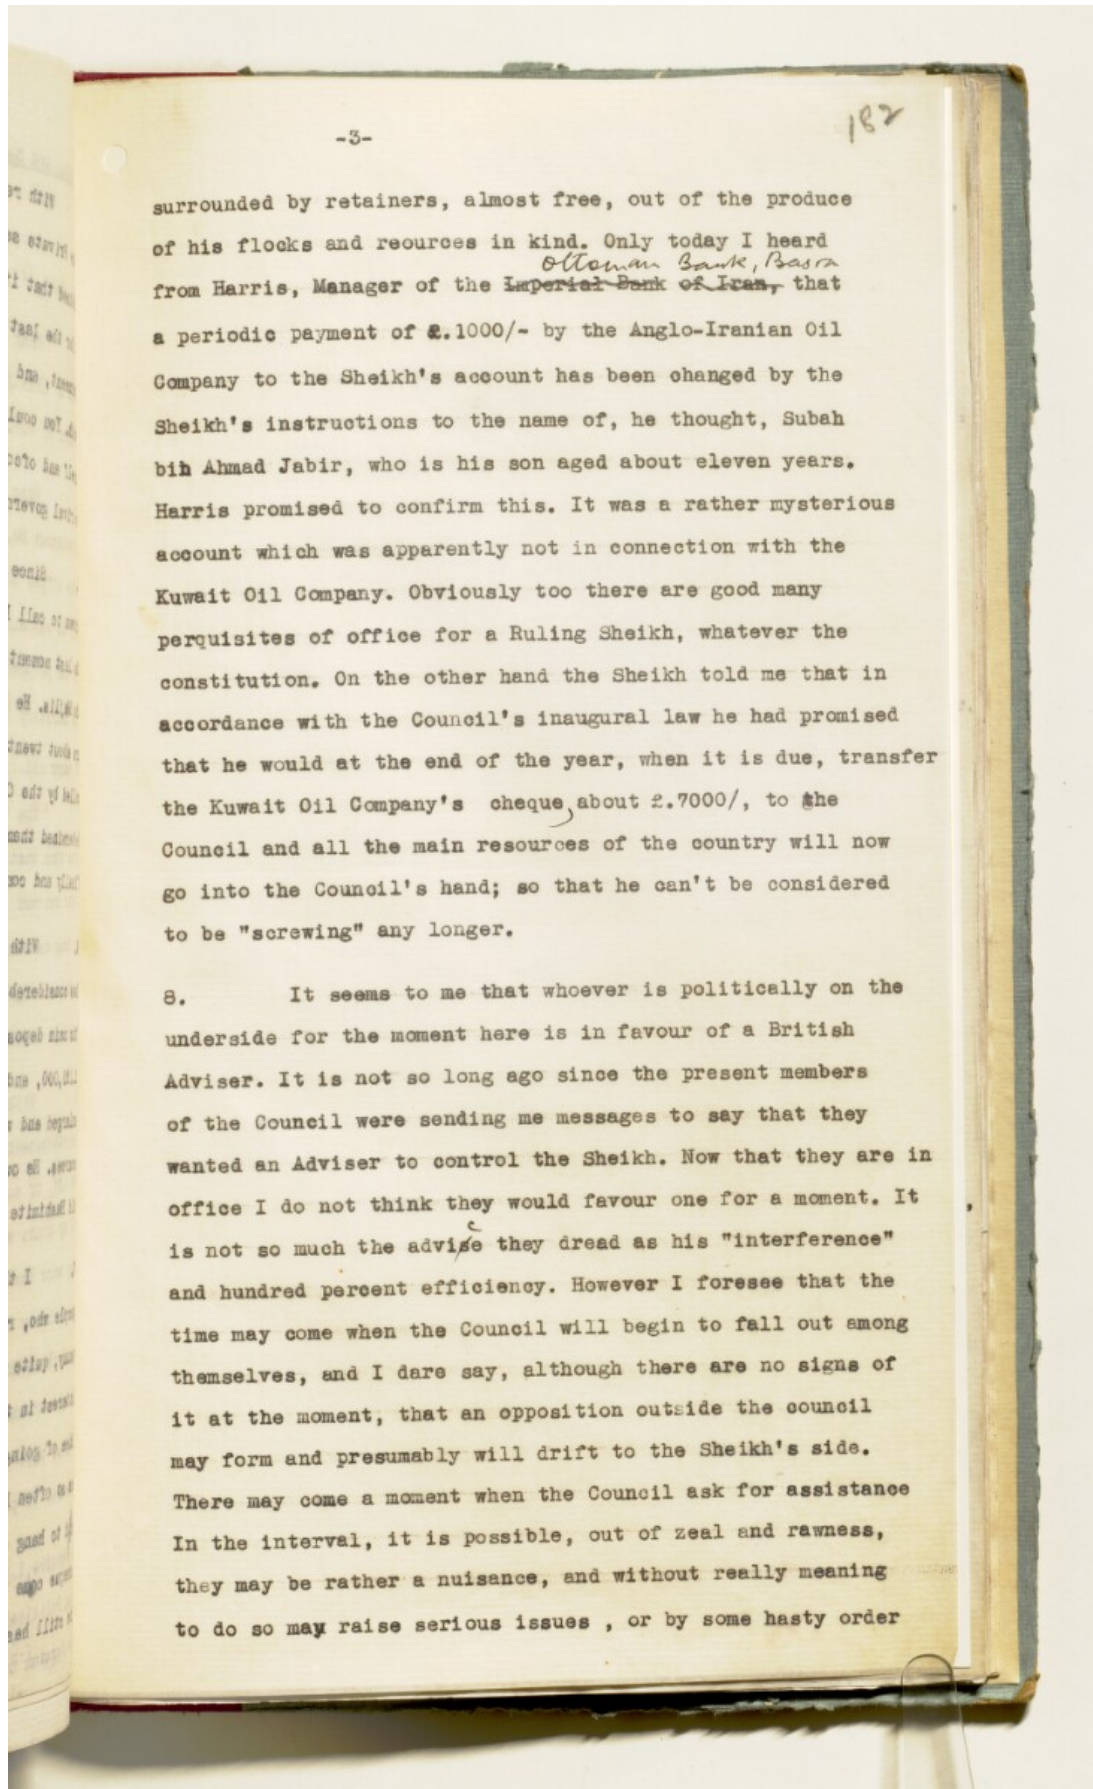 182
-3-
surrounded by retainers, almost free, out of the produce
of his flocks and reources in kind. Only today I heard
Ottoman Bank, Basra
from Harris, Manager of the Imperial Bank of Iran, that
a periodic payment of £.1000/- by the Anglo-Iranian Oil
Company to the Sheikh's account has been changed by the
Sheikh's instructions to the name of, he thought, Subah
bin Ahmad Jabir, who is his son aged about eleven years.
Harris promised to confirm this. It was a rather mysterious
account which was apparently not in connection with the
Kuwait Oil Company. Obviously too there are good many
perquisites of office for a Ruling Sheikh, whatever the
constitution. On the other hand the Sheikh told me that in
accordance with the Council's inaugural law he had promised
that he would at the end of the year, when it is due, transfer
the Kuwait Oil Company's cheque, about £.7000/, to the
Council and all the main resources of the country will now
go into the Council's hand; so that he can't be considered
to be "screwing" any longer.
8. It seems to me that whoever is politically on the
underside for the moment here is in favour of a British
Adviser. It is not so long ago since the present members
of the Council were sending me messages to say that they
wanted an Adviser to control the Sheikh. Now that they are in
office I do not think they would favour one for a moment. It
is not so much the advice they dread as his "interference"
and hundred percent efficiency. However I foresee that the
time may come when the Council will begin to fall out among
themselves, and I dare say, although there are no signs of
it at the moment, that an opposition outside the council
may form and presumably will drift to the Sheikh's side.
There may come a moment when the Council ask for assistance
In the interval, it is possible, out of zeal and rawness,
they may be rather a nuisance, and without really meaning
to do so may raise serious issues , or by some hasty order